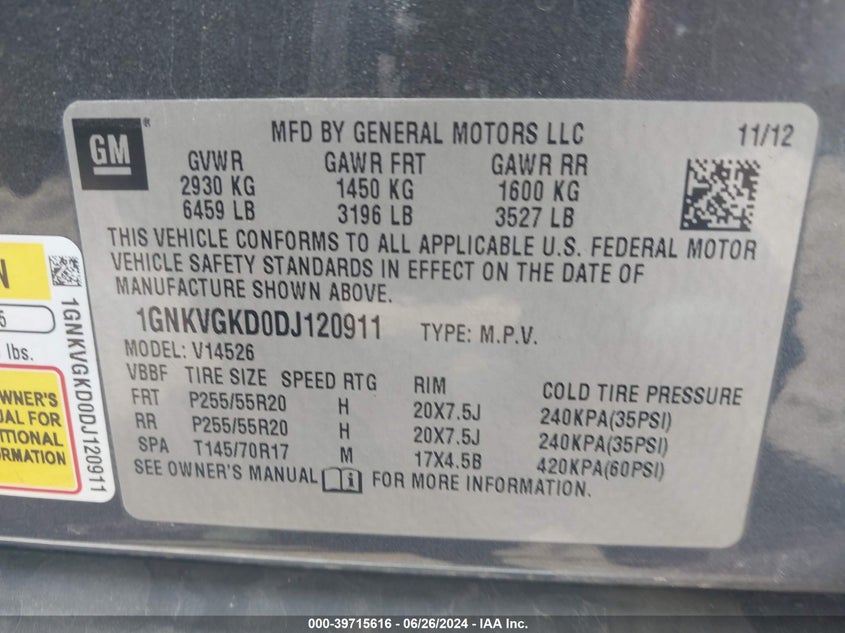 GM
®
MFD BY GENERAL MOTORS LLC 11/12
GVWR GAWR FRT GAWR RR
2930 KG 1450 KG 1600 KG
6459 LB 3196 LB 3527 LB
THIS VEHICLE CONFORMS TO ALL APPLICABLE U.S. FEDERAL MOTOR
VEHICLE SAFETY STANDARDS IN EFFECT ON THE DATE OF
MANUFACTURE SHOWN ABOVE.
1GNKVGKD0DJ120911 TYPE: M.P.V.
MODEL: V14526
VBBF TIRE SIZE SPEED RTG RIM COLD TIRE PRESSURE
FRT P255/55R20 H 20X7.5J 240KPA(35PSI)
RR P255/55R20 H 20X7.5J 240KPA(35PSI)
SPA T145/70R17 M 17X4.5B 420KPA(60PSI)
SEE OWNER'S MANUAL i FOR MORE INFORMATION.
N
5
lbs.
WNER'S
UAL FOR
ITIONAL
RMATION
1GNKVGKD0DJ120911
000-39715616 - 06/26/2024 - IAA Inc.